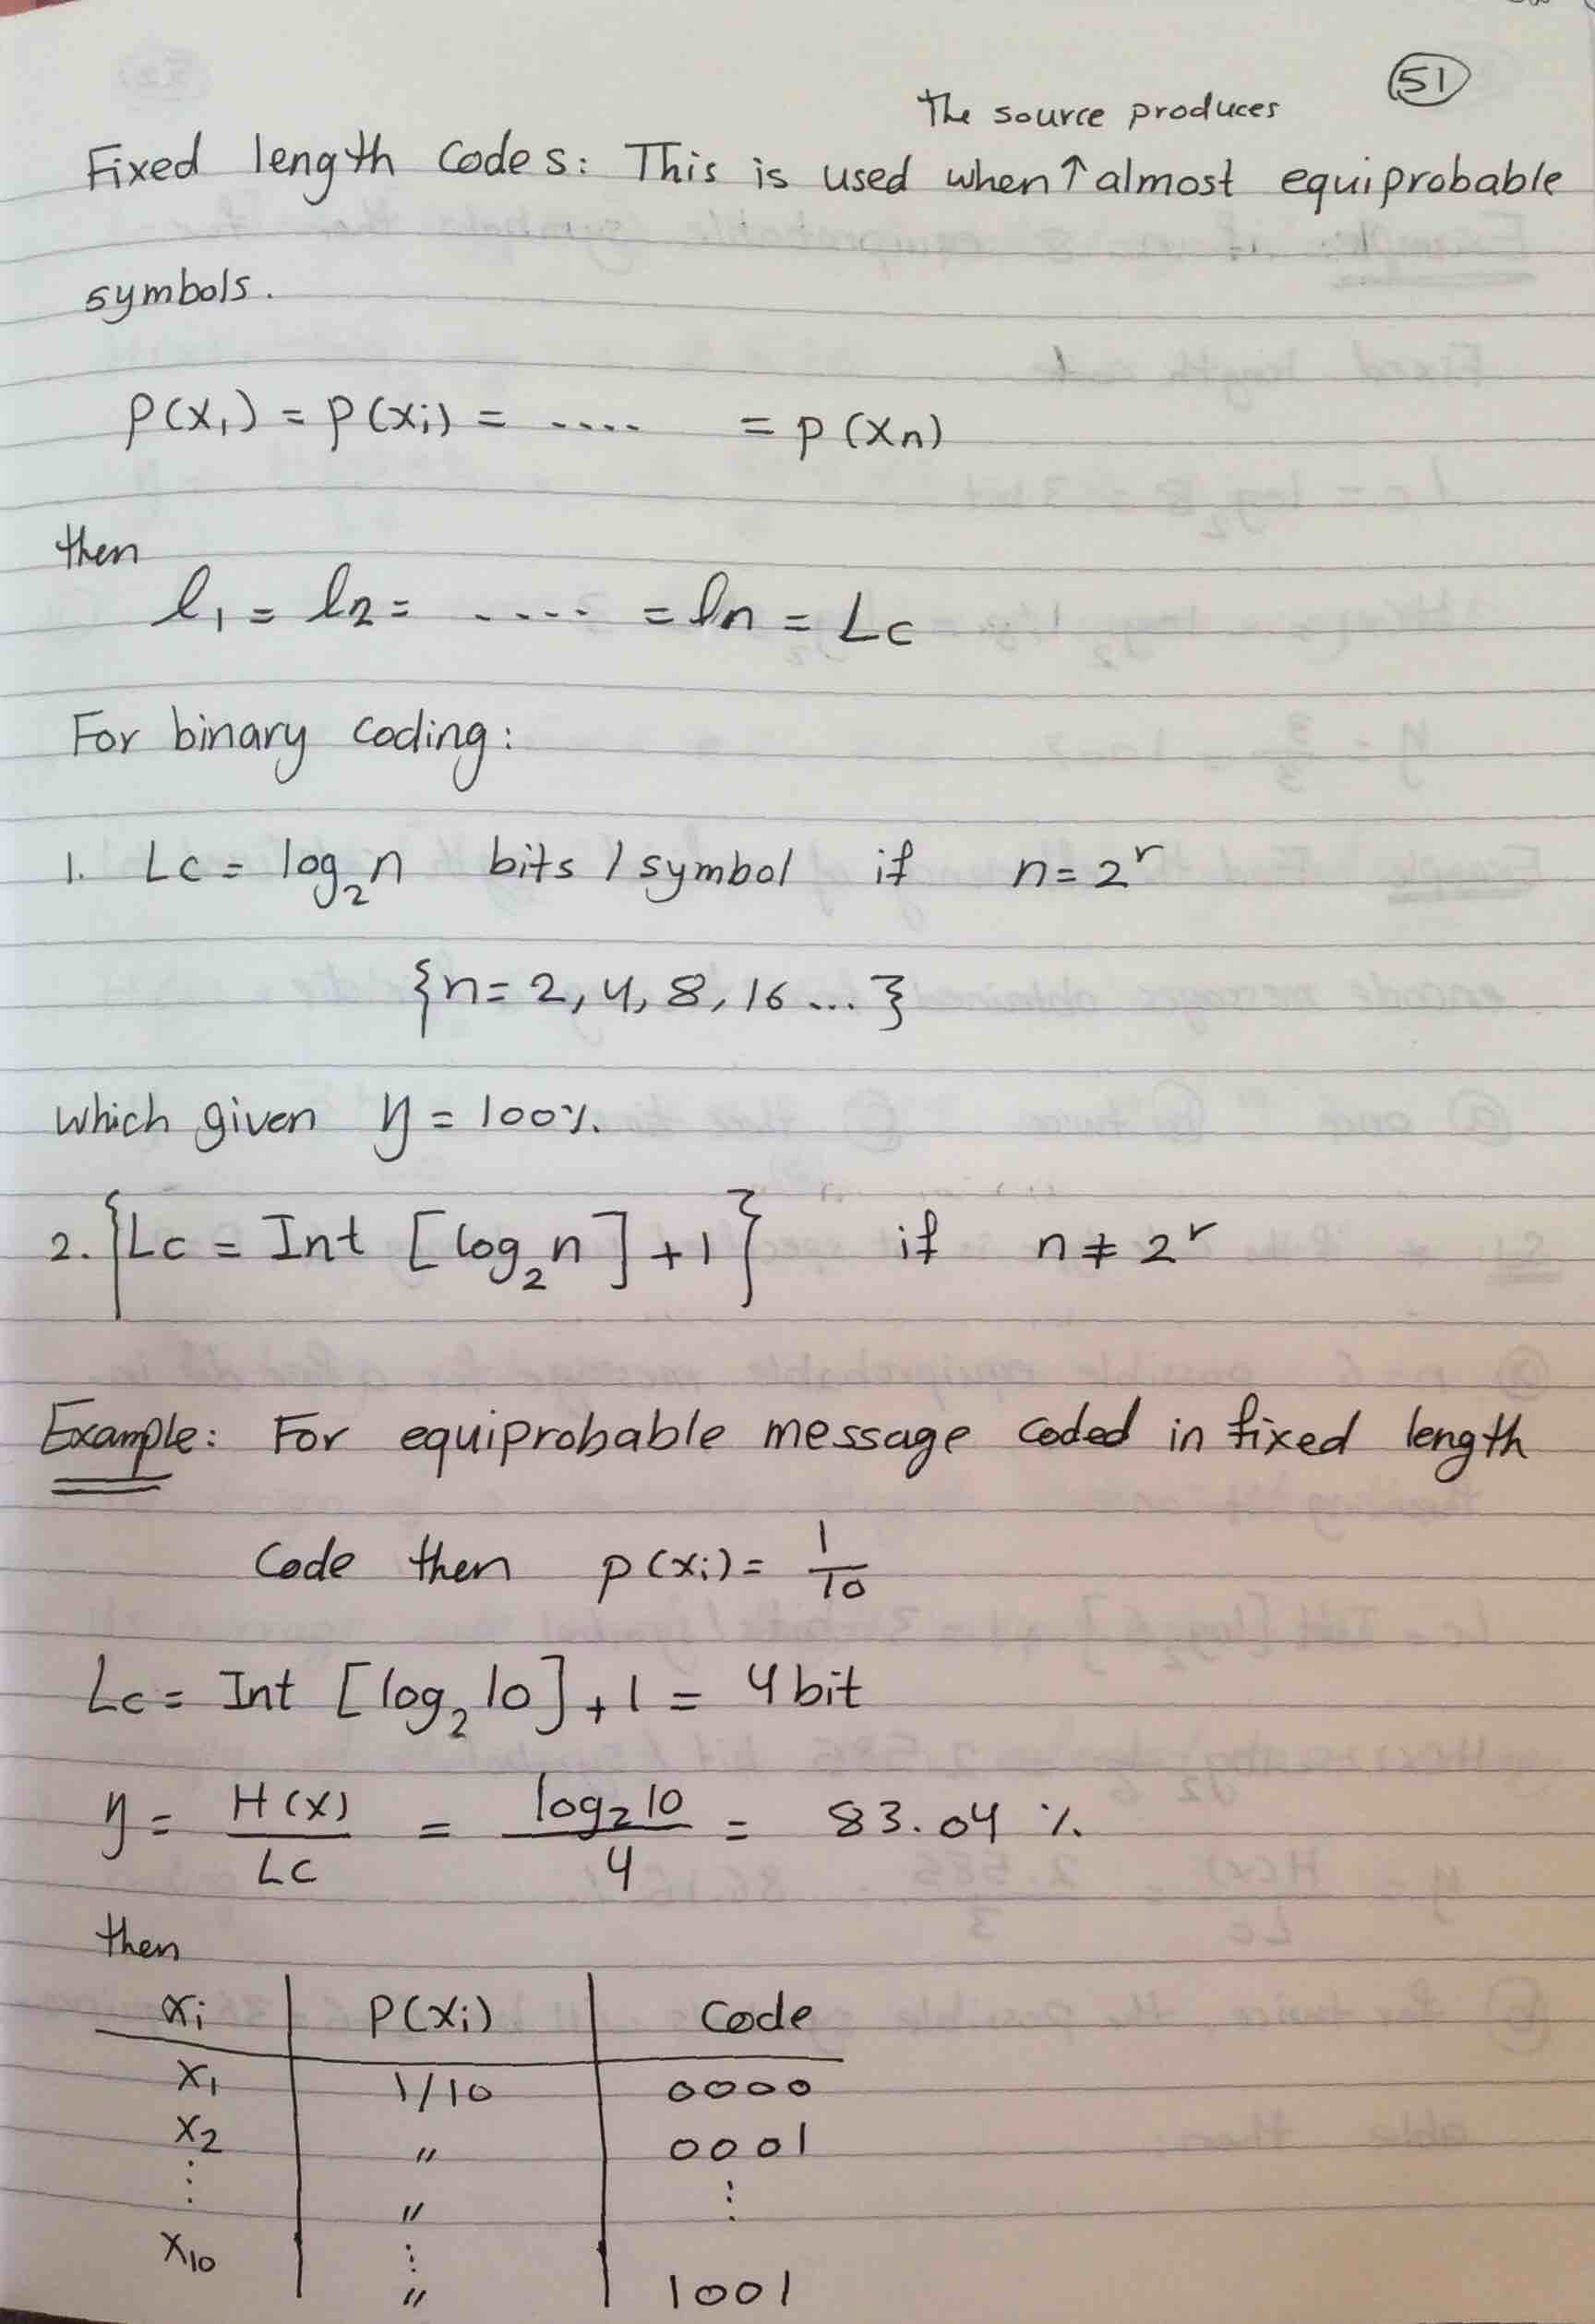 51
The source produces
Fixed length Codes: This is used when ↑ almost equiprobable
symbols.
P(x₁) = P(xi) = .... = P(xn)
then
l₁ = l₂ = .... = ln = Lc
For binary coding:
1. Lc = log₂n bits / symbol if n = 2^r
{n = 2, 4, 8, 16 ... }
which given η = 100%.
2. {Lc = Int [log₂n] + 1} if n ≠ 2^r
Example: For equiprobable message coded in fixed length
Code then P(xi) = 1/10
Lc = Int [log₂10] + 1 = 4 bit
η = H(X)/Lc = log₂10/4 = 83.04 %
then
xi P(Xi) Code
X₁ 1/10 0000
X₂ " 0001
⋮ " ⋮
X₁₀ ⋮
" 1001